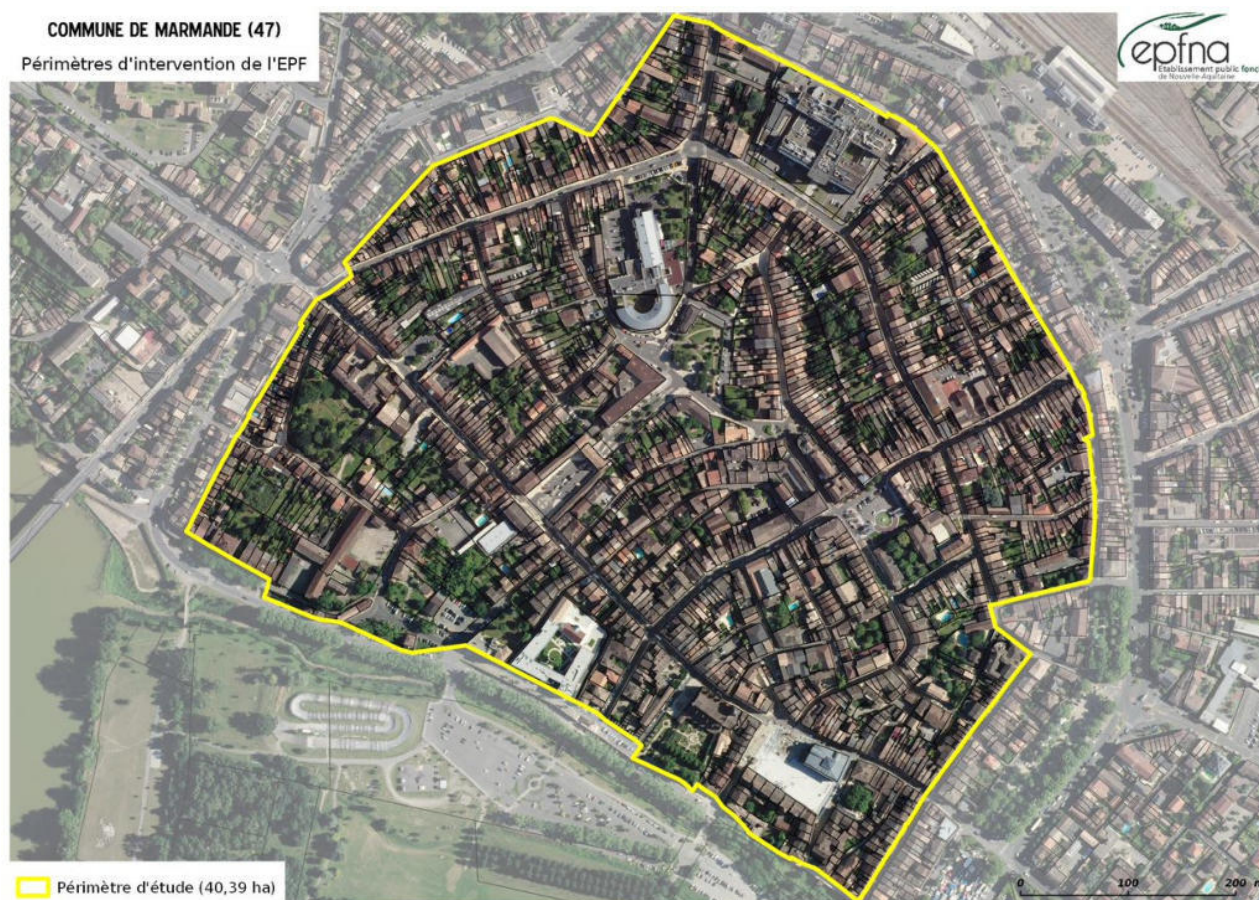 COMMUNE DE MARMANDE (47)
Périmètres d'intervention de l'EPF
epfna
Etablissement public fonc
de Nouvelle-Aquitaine
Périmètre d'étude (40,39 ha)
0 100 200 m